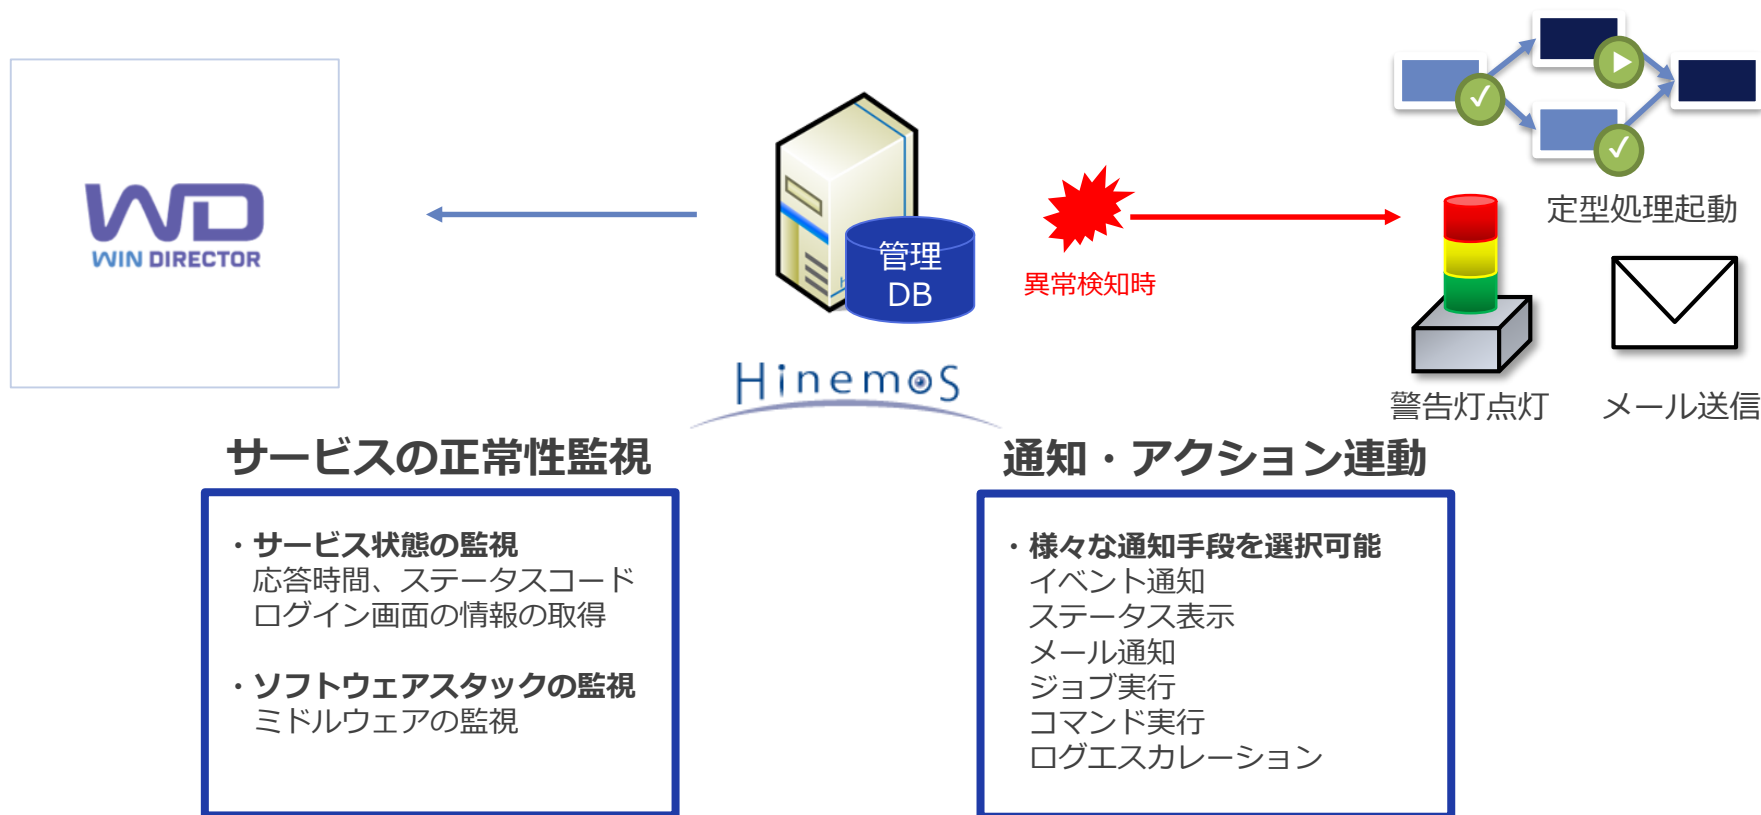 WD
WIN DIRECTOR
管理
DB
Hinemos
異常検知時
定型処理起動
警告灯点灯
メール送信
サービスの正常性監視
・サービス状態の監視
応答時間、ステータスコード
ログイン画面の情報の取得
・ソフトウェアスタックの監視
ミドルウェアの監視
通知・アクション連動
・様々な通知手段を選択可能
イベント通知
ステータス表示
メール通知
ジョブ実行
コマンド実行
ログエスカレーション